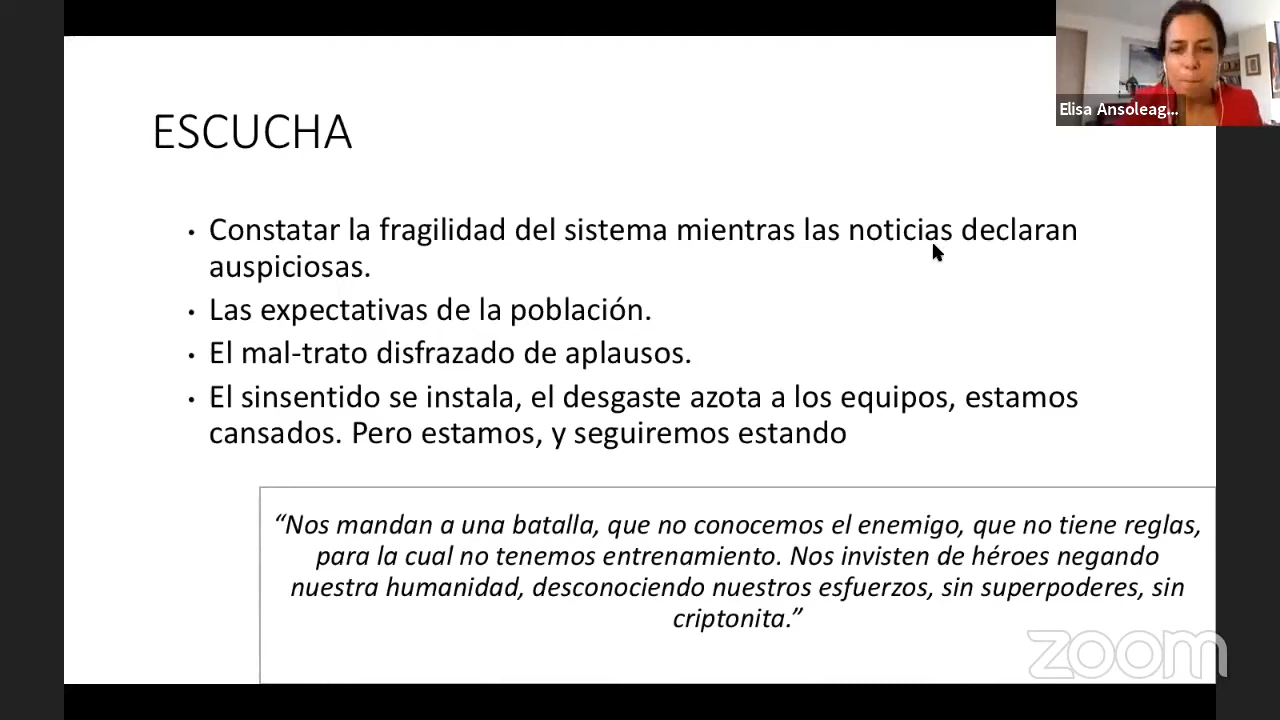 Elisa Ansoleag...
ESCUCHA
• Constatar la fragilidad del sistema mientras las noticias declaran
auspiciosas.
• Las expectativas de la población.
• El mal-trato disfrazado de aplausos.
• El sinsentido se instala, el desgaste azota a los equipos, estamos
cansados. Pero estamos, y seguiremos estando
“Nos mandan a una batalla, que no conocemos el enemigo, que no tiene reglas,
para la cual no tenemos entrenamiento. Nos invisten de héroes negando
nuestra humanidad, desconociendo nuestros esfuerzos, sin superpoderes, sin
criptonita.”
zoom